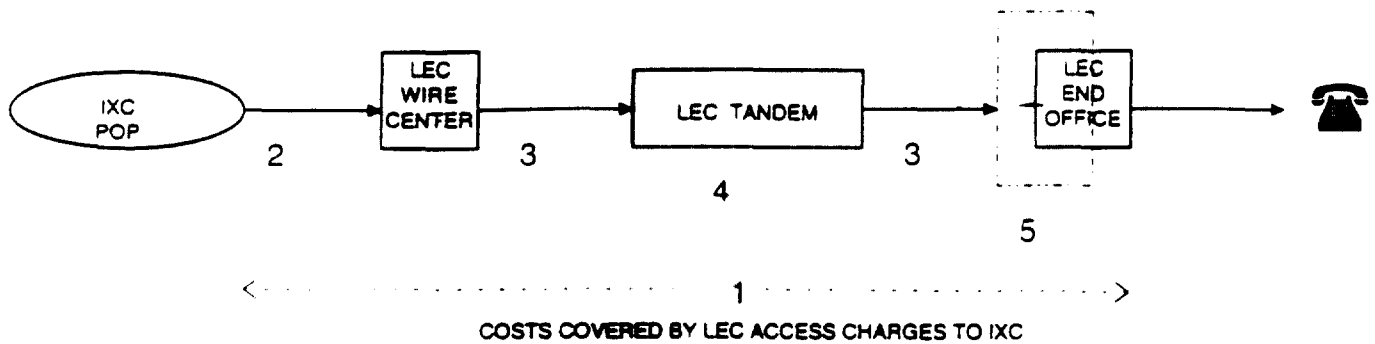 IXC
POP
LEC
WIRE
CENTER
LEC TANDEM
LEC
END
OFFICE
2
3
3
4
5
1
COSTS COVERED BY LEC ACCESS CHARGES TO IXC